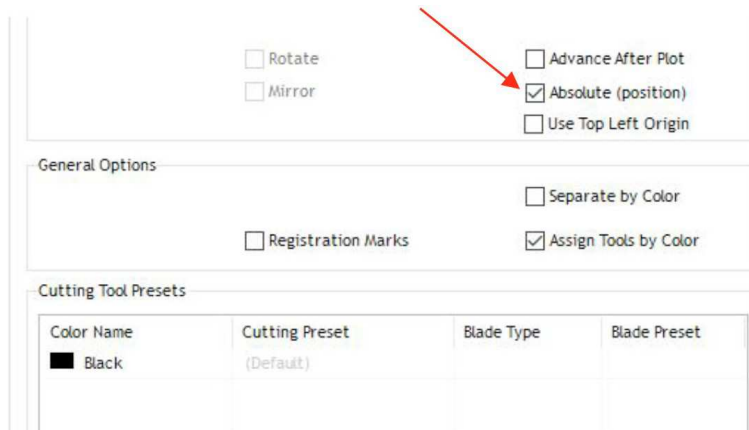 Rotate
Advance After Plot
Mirror
Absolute (position)
Use Top Left Origin
General Options
Separate by Color
Registration Marks
Assign Tools by Color
Cutting Tool Presets
Color Name Cutting Preset Blade Type Blade Preset
Black (Default)